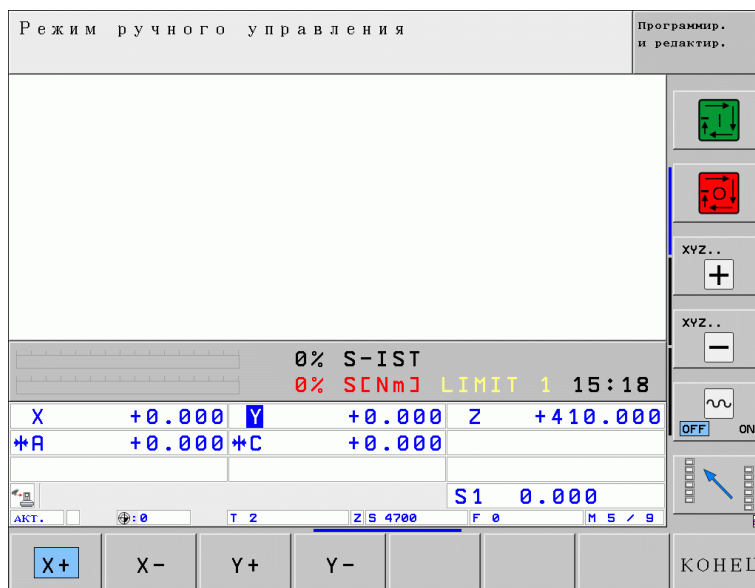 Режим ручного управления
Программир.
и редактир.
XYZ..
+
XYZ..
−
OFF ON
0% S-IST
0% S[Nm] LIMIT 1 15:18
X +0.000 Y +0.000 Z +410.000
A +0.000 C +0.000
S1 0.000
АКТ. :0 T 2 Z S 4700 F 0 M 5 / 9
X+ X− Y+ Y− КОНЕЦ